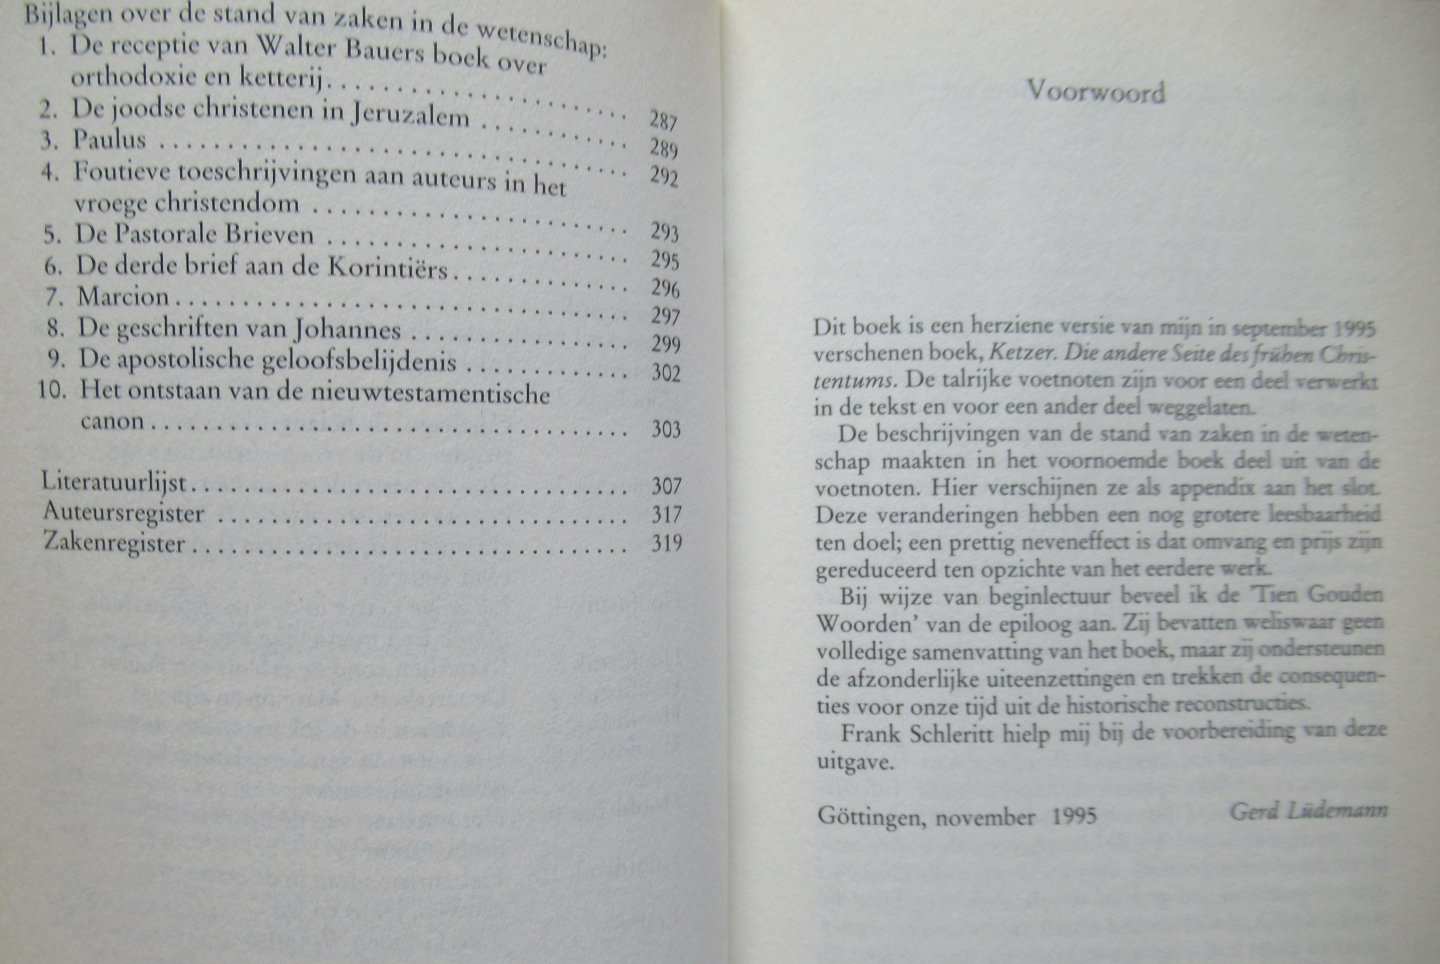 Bijlagen over de stand van zaken in de wetenschap:
1. De receptie van Walter Bauers boek over
orthodoxie en ketterij. . . . . . . . . . . . . . . . . . . . . . . 287
2. De joodse christenen in Jeruzalem . . . . . . . . . . . 289
3. Paulus . . . . . . . . . . . . . . . . . . . . . . . . . . . . . . . . . . . 292
4. Foutieve toeschrijvingen aan auteurs in het
vroege christendom . . . . . . . . . . . . . . . . . . . . . . . . 293
5. De Pastorale Brieven . . . . . . . . . . . . . . . . . . . . . . . 295
6. De derde brief aan de Korintiërs . . . . . . . . . . . . . . 296
7. Marcion . . . . . . . . . . . . . . . . . . . . . . . . . . . . . . . . . . 297
8. De geschriften van Johannes . . . . . . . . . . . . . . . . . 299
9. De apostolische geloofsbelijdenis . . . . . . . . . . . . . 302
10. Het ontstaan van de nieuwtestamentische
canon . . . . . . . . . . . . . . . . . . . . . . . . . . . . . . . . . . . . 303
Literatuurlijst . . . . . . . . . . . . . . . . . . . . . . . . . . . . . . . . . 307
Auteursregister . . . . . . . . . . . . . . . . . . . . . . . . . . . . . . . 317
Zakenregister . . . . . . . . . . . . . . . . . . . . . . . . . . . . . . . . . 319
Voorwoord
Dit boek is een herziene versie van mijn in september 1995
verschenen boek, Ketzer. Die andere Seite des frühen Chris-
tentums. De talrijke voetnoten zijn voor een deel verwerkt
in de tekst en voor een ander deel weggelaten.
De beschrijvingen van de stand van zaken in de weten-
schap maakten in het voornoemde boek deel uit van de
voetnoten. Hier verschijnen ze als appendix aan het slot.
Deze veranderingen hebben een nog grotere leesbaarheid
ten doel; een prettig neveneffect is dat omvang en prijs zijn
gereduceerd ten opzichte van het eerdere werk.
Bij wijze van beginlectuur beveel ik de 'Tien Gouden
Woorden' van de epiloog aan. Zij bevatten weliswaar geen
volledige samenvatting van het boek, maar zij ondersteunen
de afzonderlijke uiteenzettingen en trekken de consequen-
ties voor onze tijd uit de historische reconstructies.
Frank Schleritt hielp mij bij de voorbereiding van deze
uitgave.
Göttingen, november 1995 Gerd Lüdemann